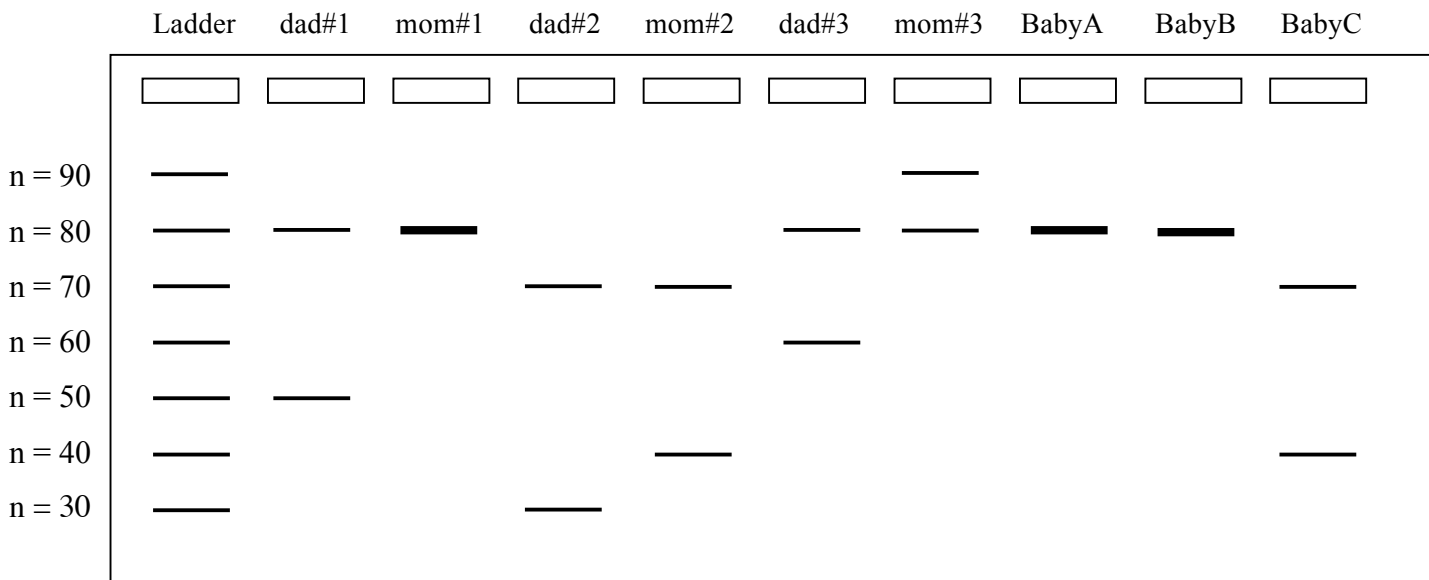 Ladder dad#1 mom#1 dad#2 mom#2 dad#3 mom#3 BabyA BabyB BabyC
n = 90
n = 80
n = 70
n = 60
n = 50
n = 40
n = 30